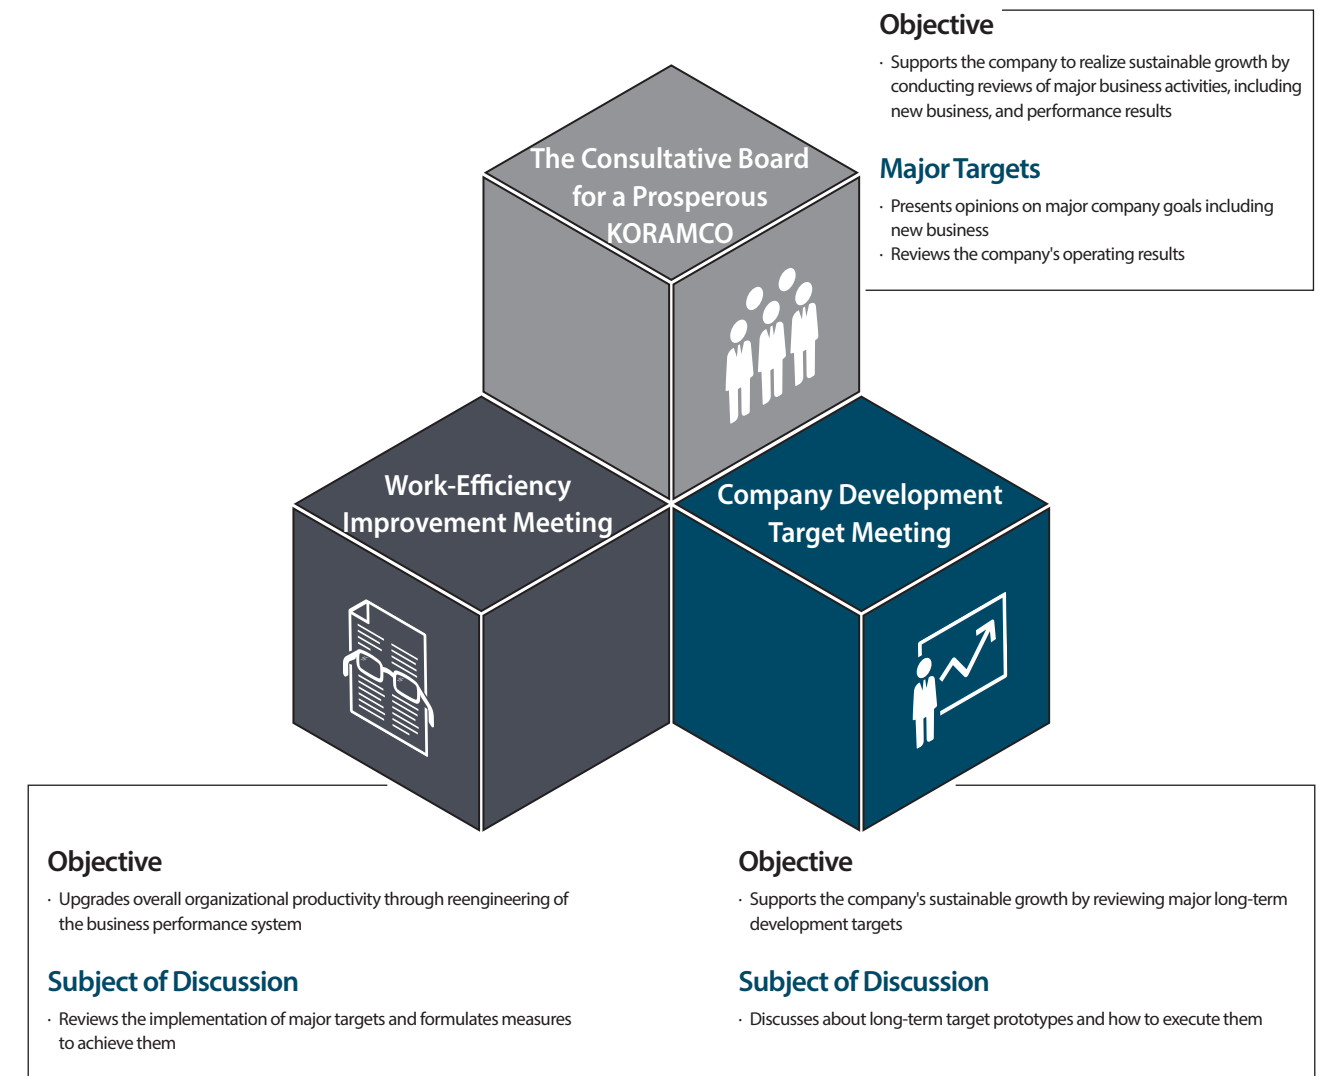 Objective
· Supports the company to realize sustainable growth by
conducting reviews of major business activities, including
new business, and performance results
Major Targets
· Presents opinions on major company goals including
new business
· Reviews the company's operating results
The Consultative Board
for a Prosperous
KORAMCO
Work-Efficiency
Improvement Meeting
Company Development
Target Meeting
Objective
· Upgrades overall organizational productivity through reengineering of
the business performance system
Subject of Discussion
· Reviews the implementation of major targets and formulates measures
to achieve them
Objective
· Supports the company's sustainable growth by reviewing major long-term
development targets
Subject of Discussion
· Discusses about long-term target prototypes and how to execute them